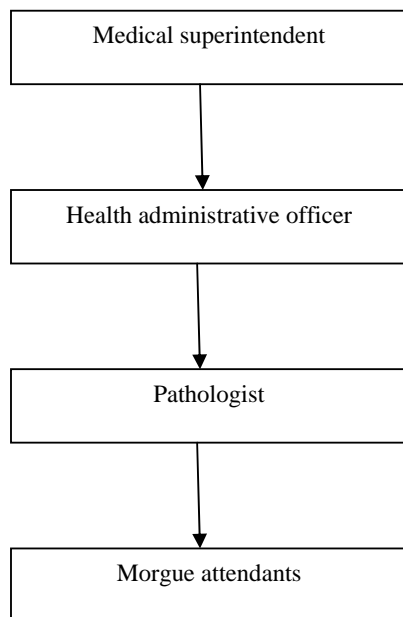 Medical superintendent
Health administrative officer
Pathologist
Morgue attendants